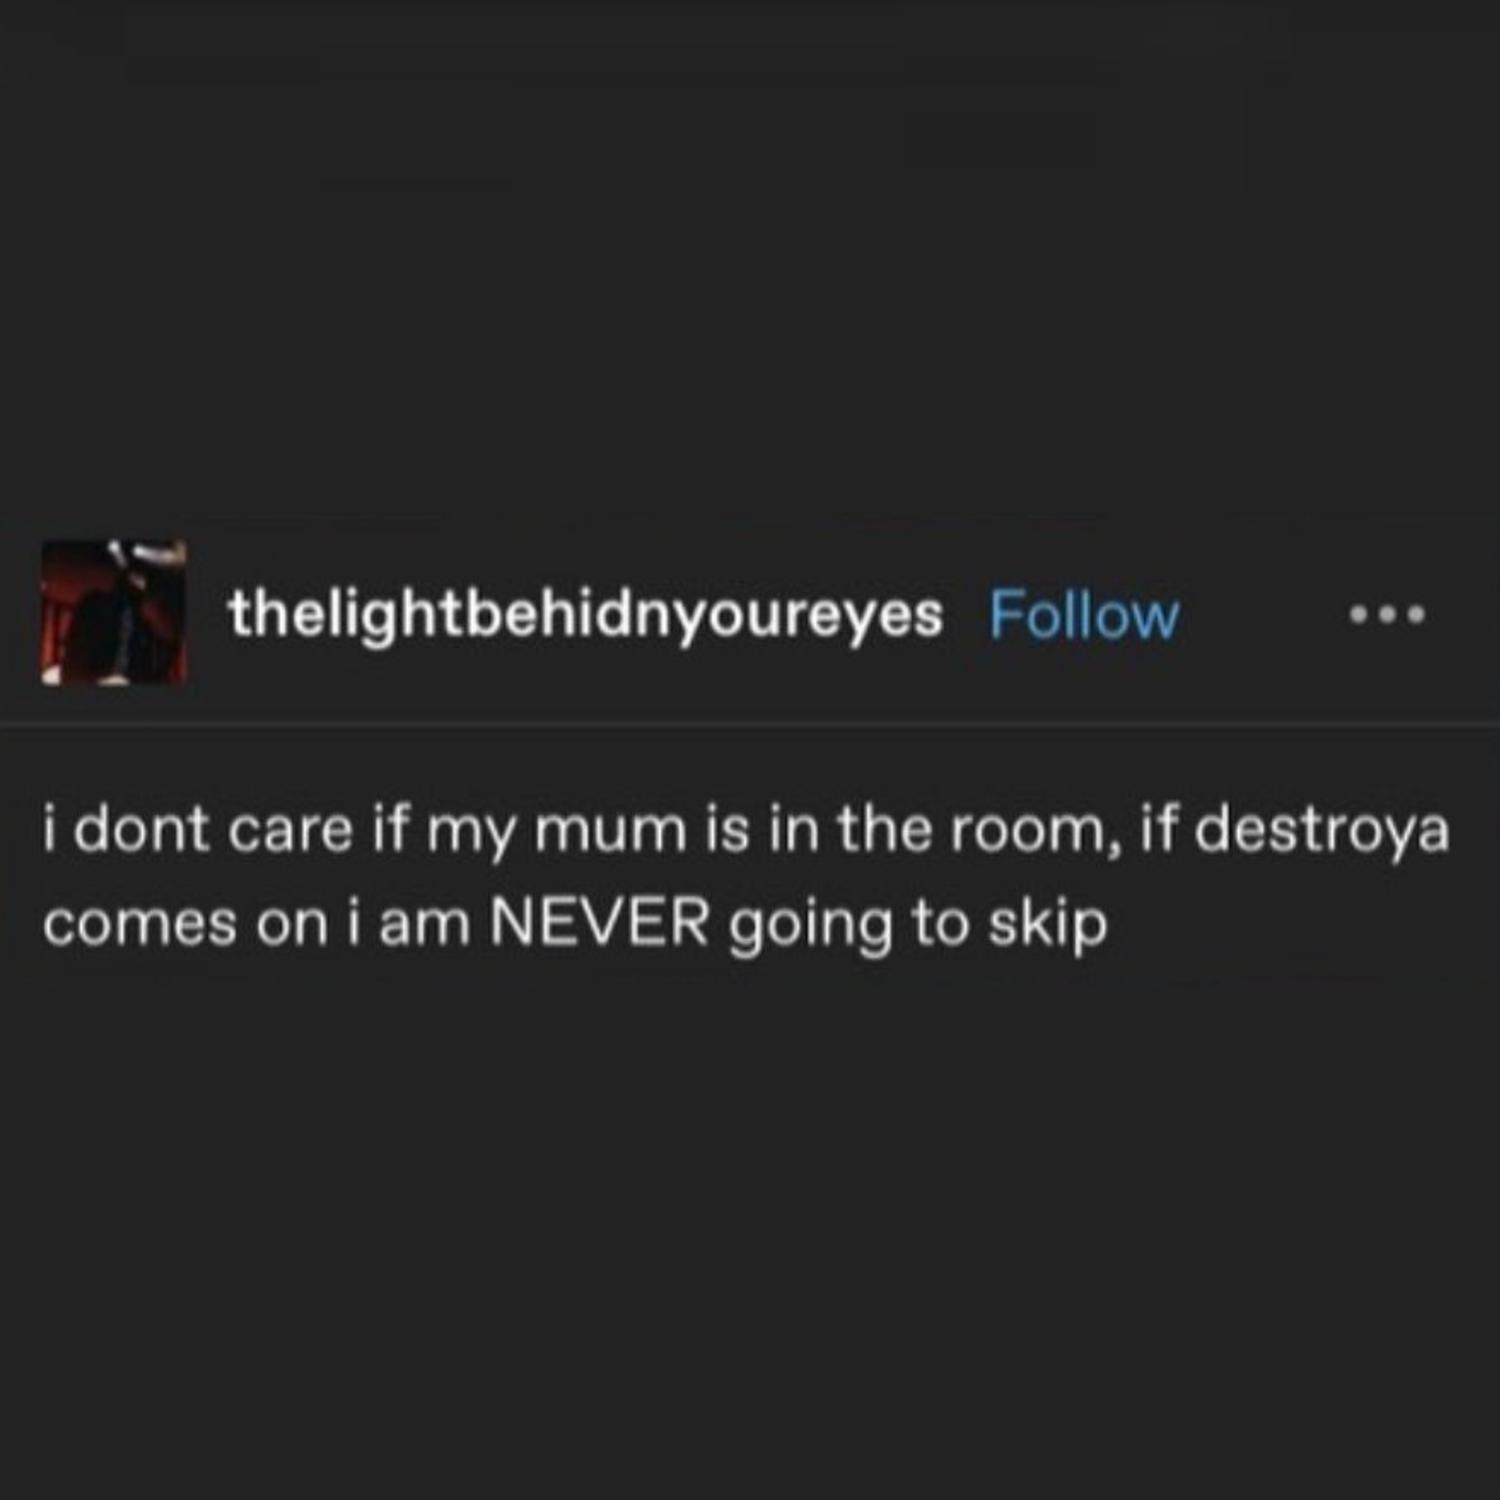 thelightbehidnyoureyes Follow
i dont care if my mum is in the room, if destroya
comes on i am NEVER going to skip